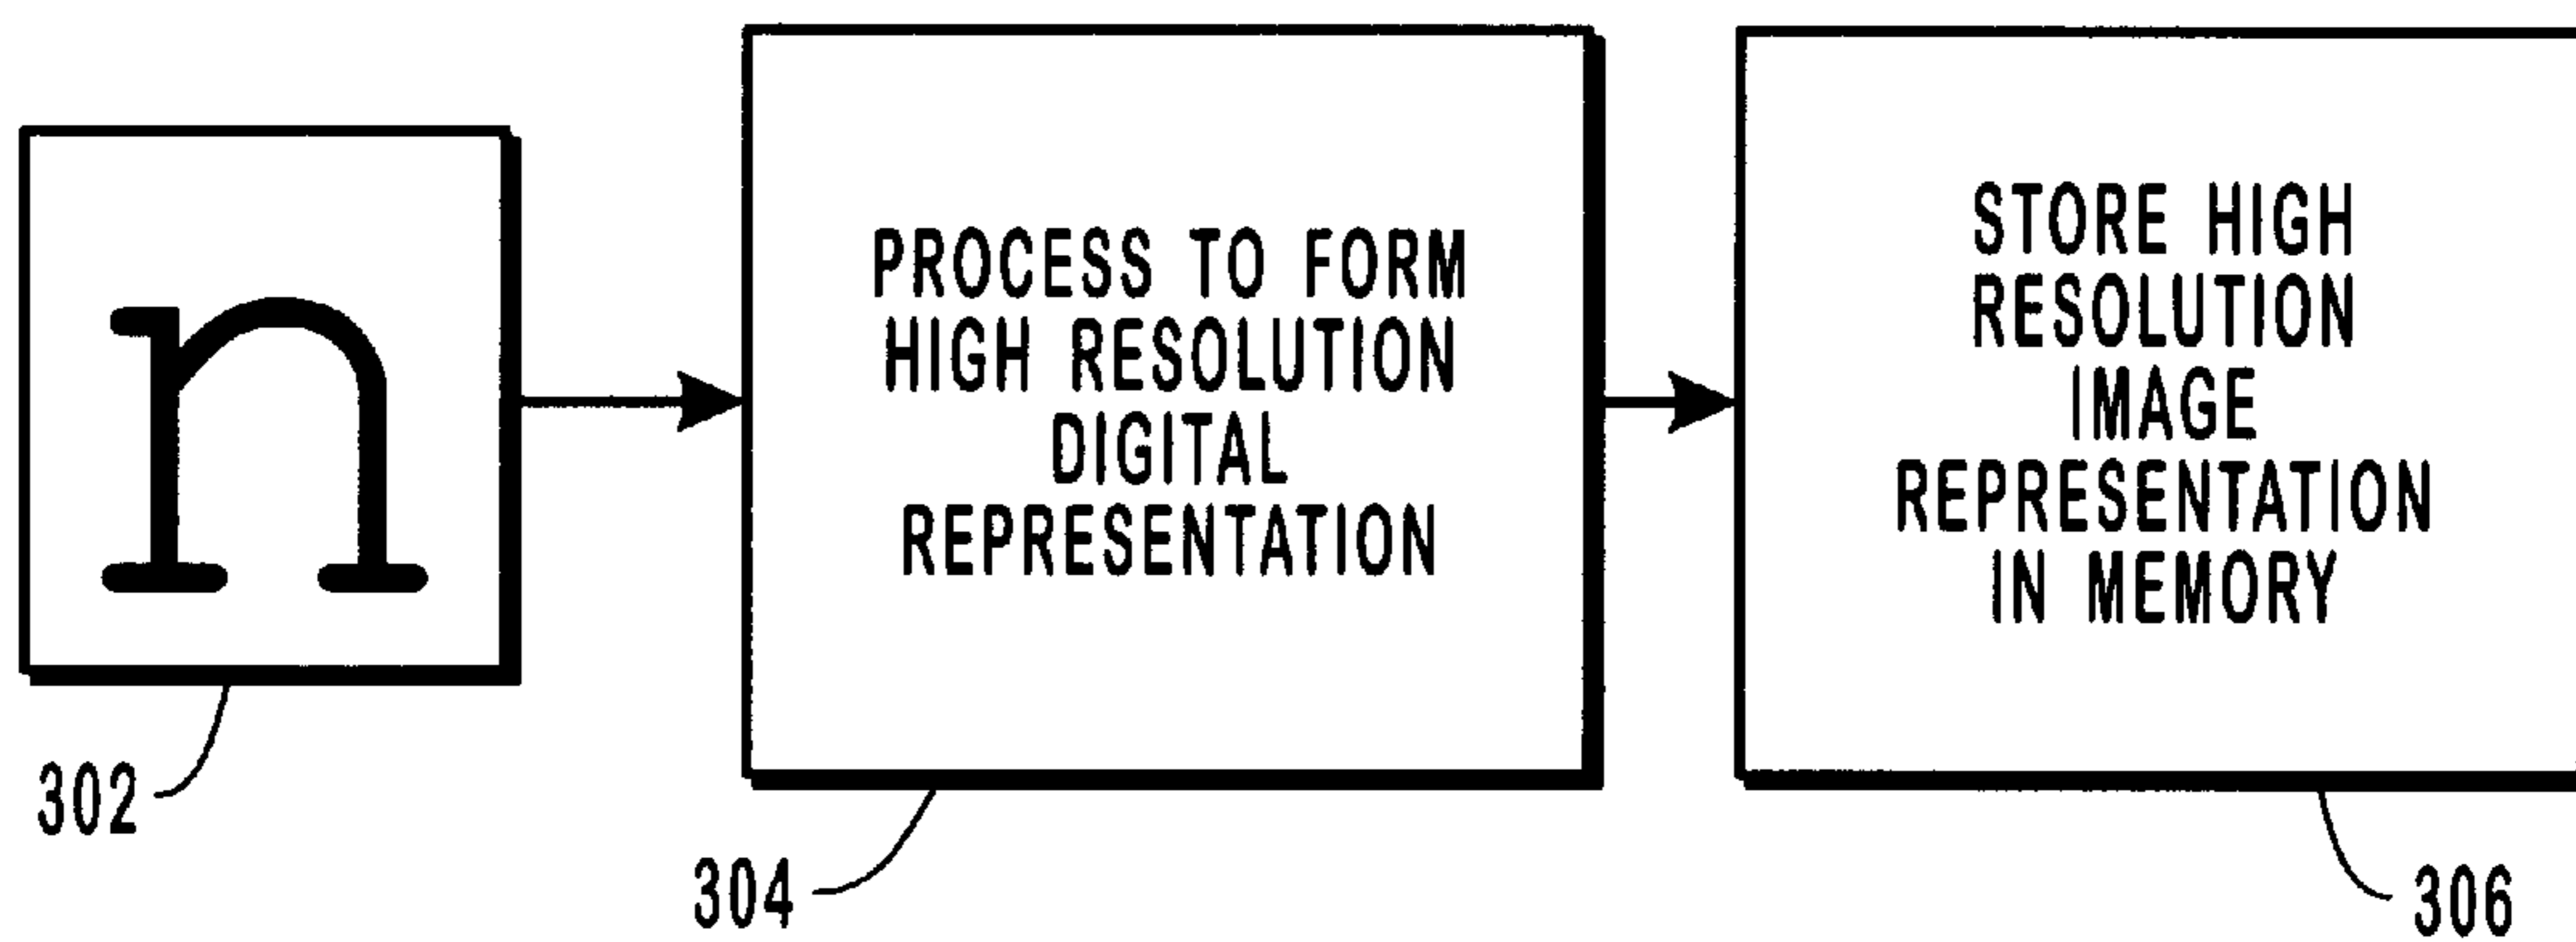 n
PROCESS TO FORM
HIGH RESOLUTION
DIGITAL
REPRESENTATION
STORE HIGH
RESOLUTION
IMAGE
REPRESENTATION
IN MEMORY
302
304
306